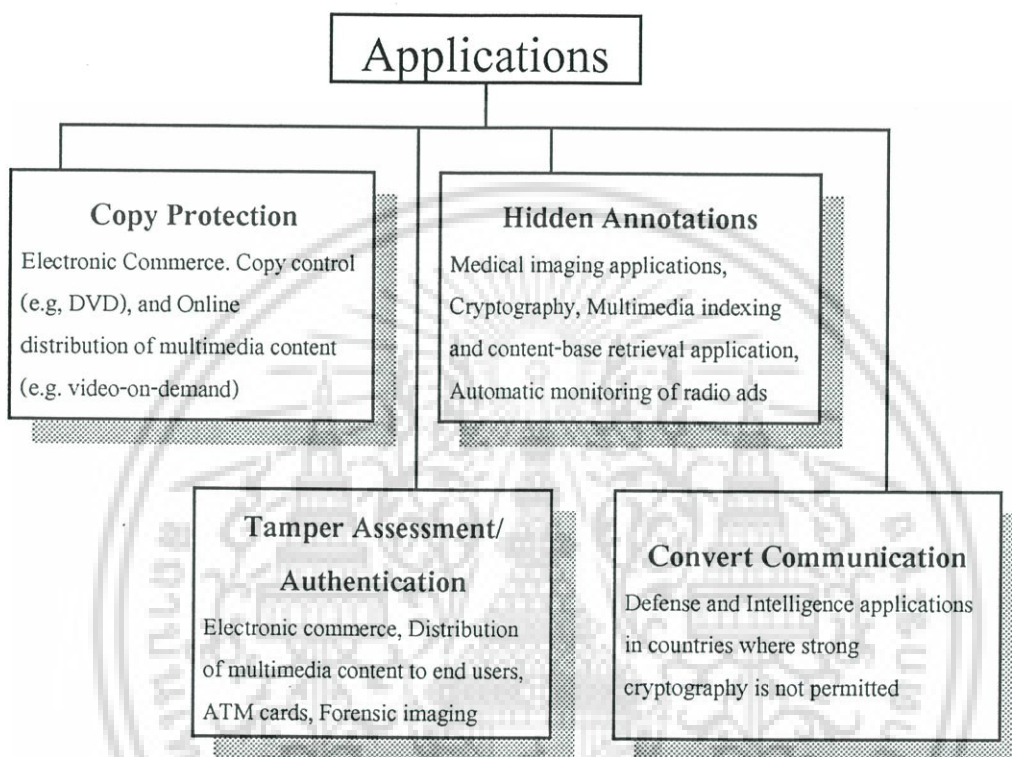 Applications
Copy Protection
Electronic Commerce. Copy control
(e.g, DVD), and Online
distribution of multimedia content
(e.g. video-on-demand)
Hidden Annotations
Medical imaging applications,
Cryptography, Multimedia indexing
and content-base retrieval application,
Automatic monitoring of radio ads
Tamper Assessment/
Authentication
Electronic commerce, Distribution
of multimedia content to end users,
ATM cards, Forensic imaging
Convert Communication
Defense and Intelligence applications
in countries where strong
cryptography is not permitted